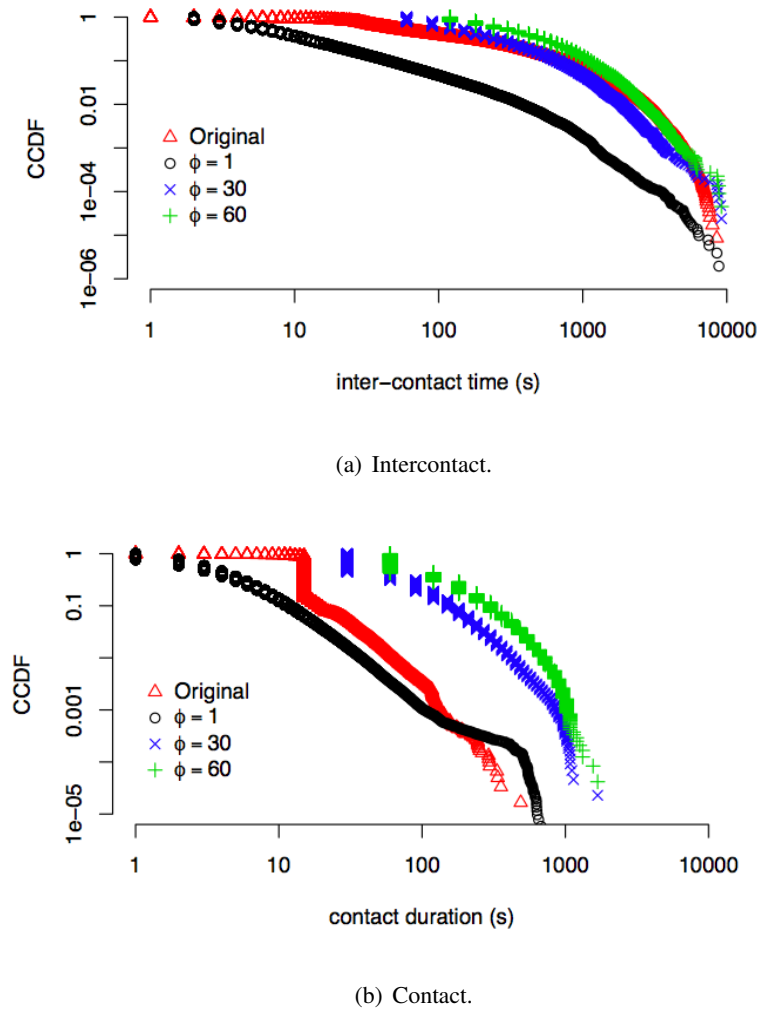 1
0.01
1e−04
1e−06
CCDF
Original
ϕ = 1
ϕ = 30
ϕ = 60
1 10 100 1000 10000
inter−contact time (s)
(a) Intercontact.
1
0.1
0.001
1e−05
CCDF
Original
ϕ = 1
ϕ = 30
ϕ = 60
1 10 100 1000 10000
contact duration (s)
(b) Contact.